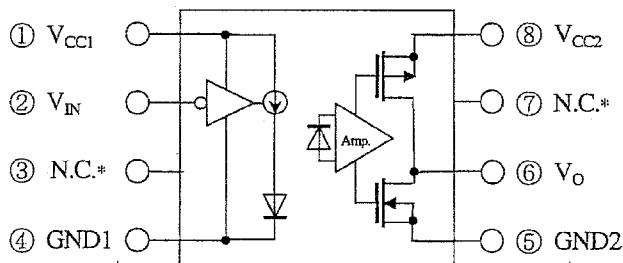 ① V_CC1
② V_IN
③ N.C.*
④ GND1
Amp.
⑧ V_CC2
⑦ N.C.*
⑥ V_O
⑤ GND2